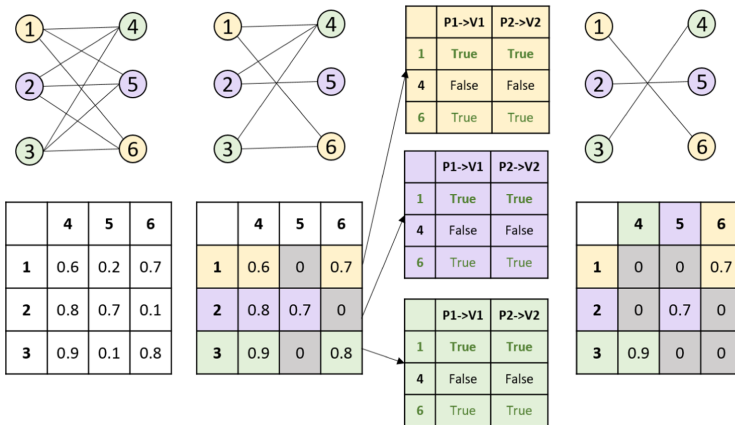 1 4
2 5
3 6
1 4
2 5
3 6
P1->V1 P2->V2
1 True True
4 False False
6 True True
P1->V1 P2->V2
1 True True
4 False False
6 True True
P1->V1 P2->V2
1 True True
4 False False
6 True True
1 4
2 5
3 6
4 5 6
1 0.6 0.2 0.7
2 0.8 0.7 0.1
3 0.9 0.1 0.8
4 5 6
1 0.6 0 0.7
2 0.8 0.7 0
3 0.9 0 0.8
4 5 6
1 0 0 0.7
2 0 0.7 0
3 0.9 0 0